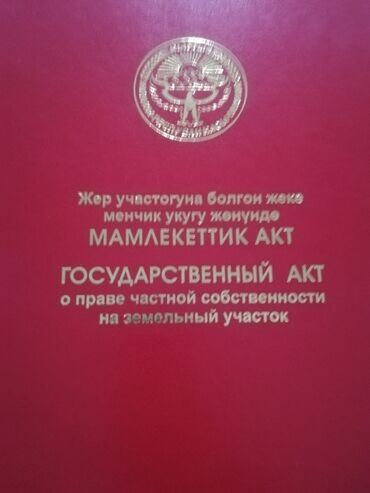 Жер участогуна болгон жеке
менчик укугу жөнүндө
МАМЛЕКЕТТИК АКТ
ГОСУДАРСТВЕННЫЙ АКТ
о праве частной собственности
на земельный участок